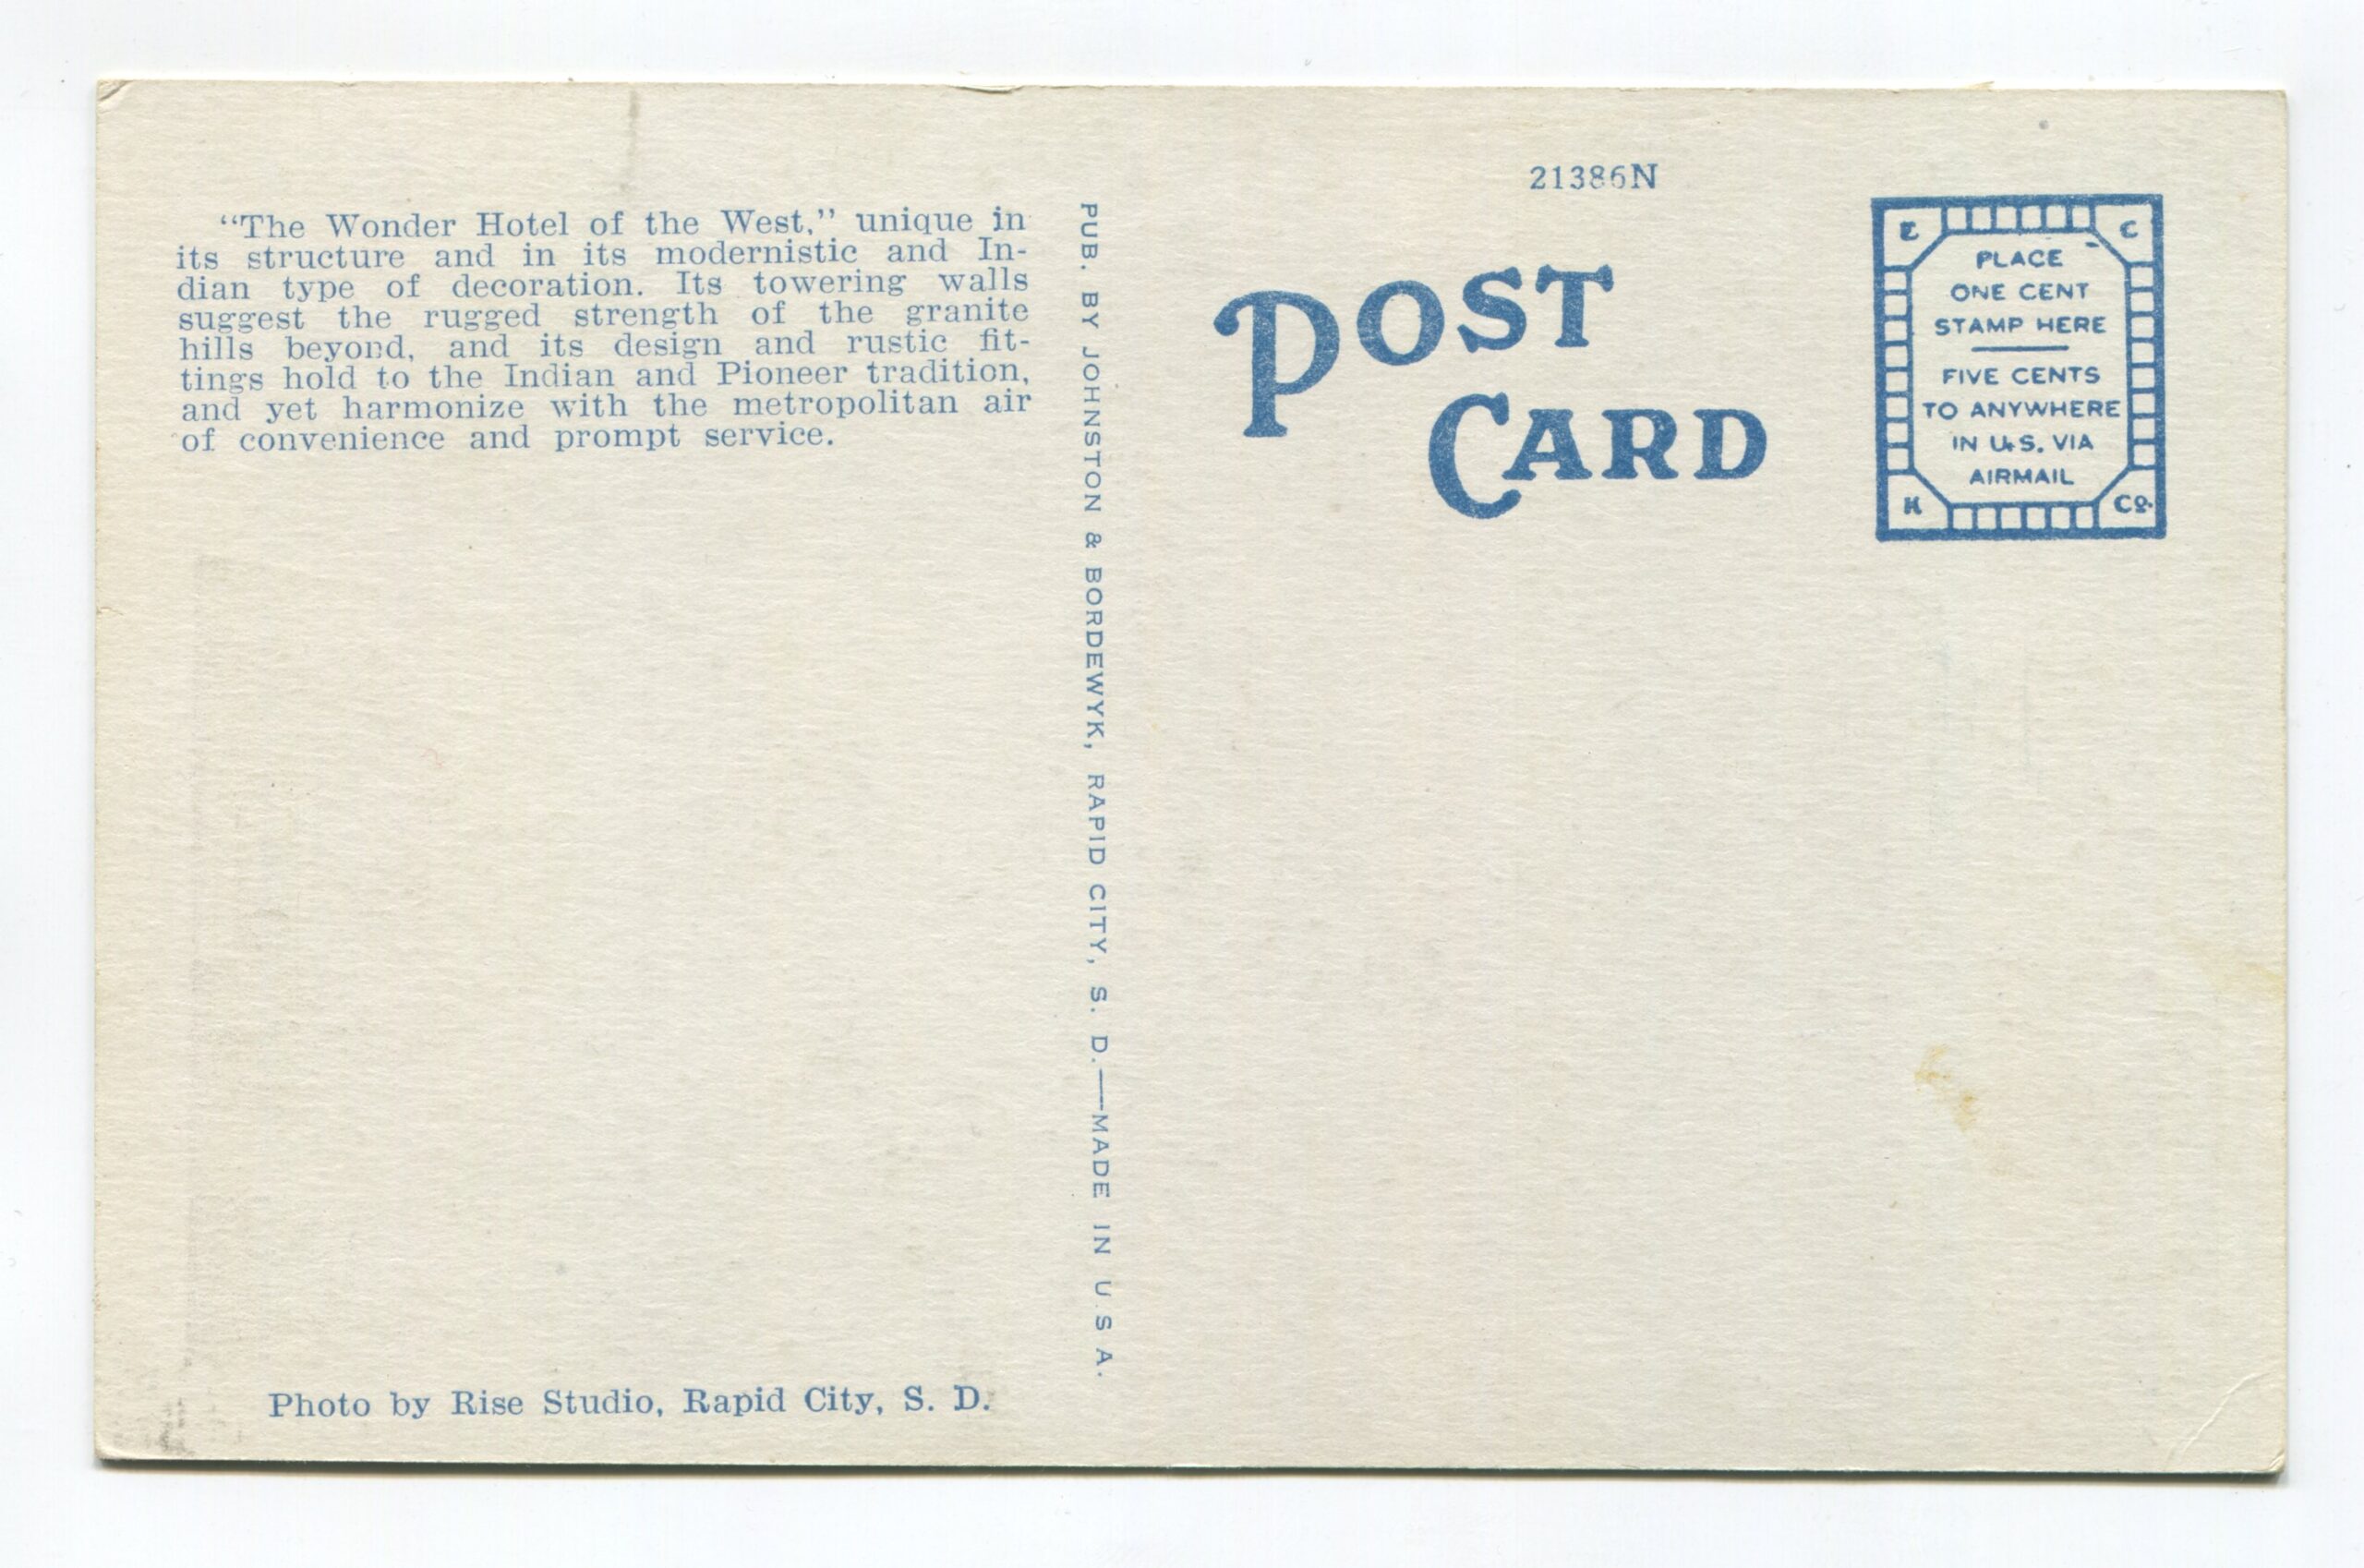 “The Wonder Hotel of the West,” unique in
its structure and in its modernistic and In-
dian type of decoration. Its towering walls
suggest the rugged strength of the granite
hills beyond, and its design and rustic fit-
tings hold to the Indian and Pioneer tradition,
and yet harmonize with the metropolitan air
of convenience and prompt service.
Photo by Rise Studio, Rapid City, S. D.
PUB. BY JOHNSTON & BORDEWYK, RAPID CITY, S. D.—MADE IN U.S.A.
21386N
POST
CARD
E C
PLACE
ONE CENT
STAMP HERE
FIVE CENTS
TO ANYWHERE
IN U.S. VIA
AIRMAIL
K Co.